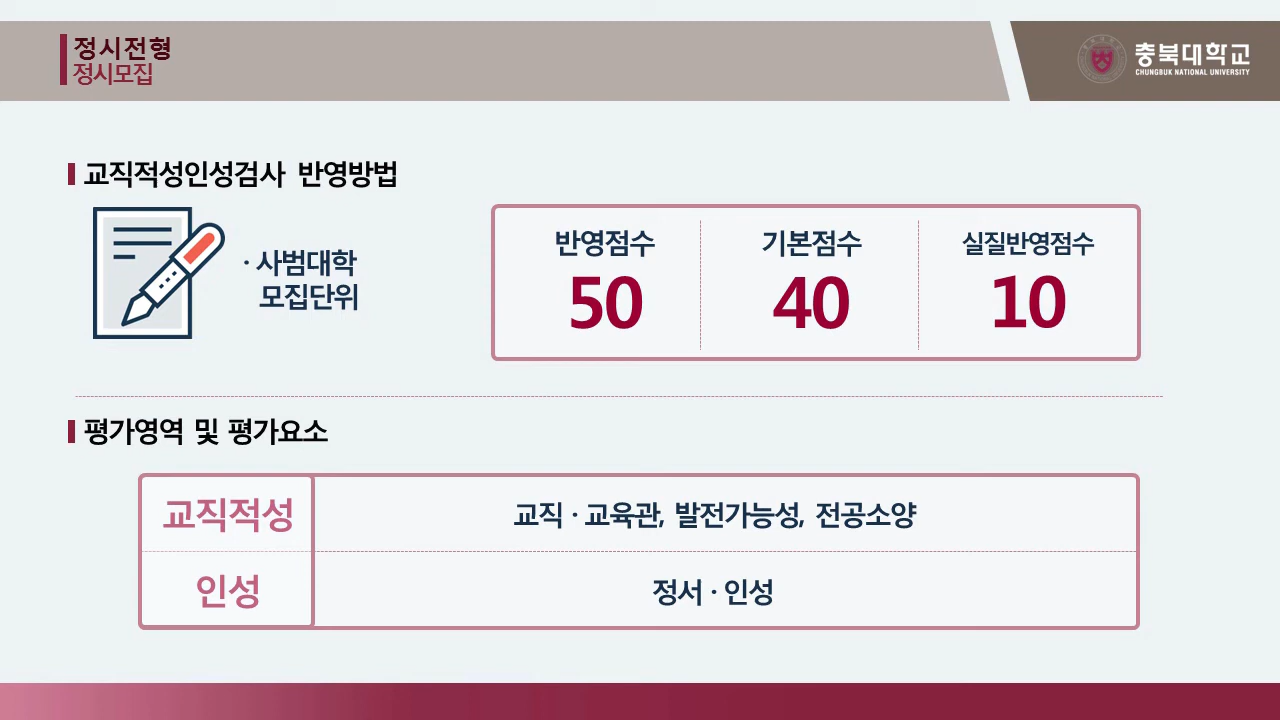 정시전형
정시모집
충북대학교
CHUNGBUK NATIONAL UNIVERSITY
교직적성인성검사 반영방법
· 사범대학
모집단위
반영점수
50
기본점수
40
실질반영점수
10
평가영역 및 평가요소
교직적성
교직 · 교육관, 발전가능성, 전공소양
인성
정서 · 인성